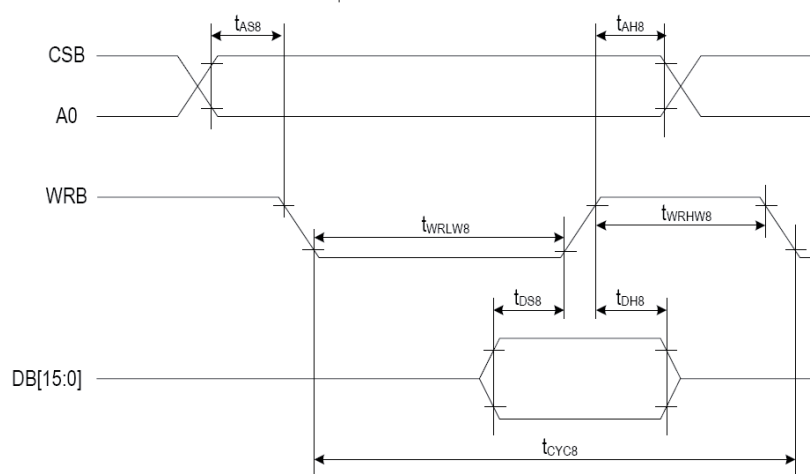 tAS8
tAH8
CSB
A0
WRB
tWRLW8
tWRHW8
tDS8
tDH8
DB[15:0]
tCYC8